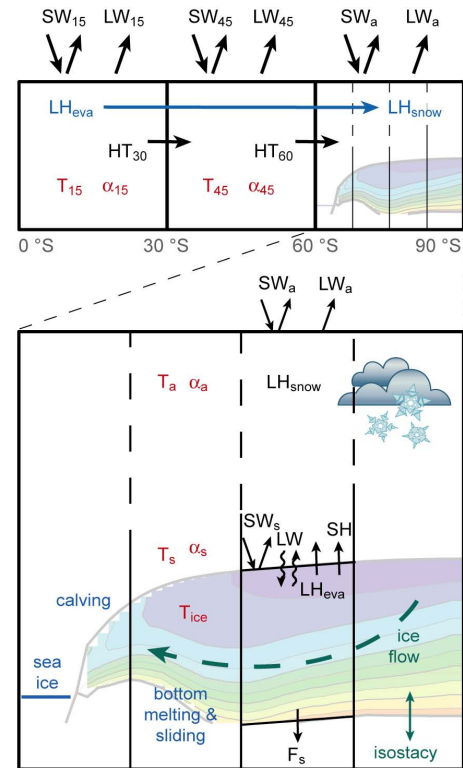 SW15 LW15 SW45 LW45 SWa LWa
LHeva LHsnow
HT30 HT60
T15 α15 T45 α45
0 °S 30 °S 60 °S 90 °S
SWa LWa
Ta αa LHsnow
Ts αs SWs LW SH
LHeva
calving
Tice
sea
ice
ice
flow
bottom
melting &
sliding
Fs
isostacy